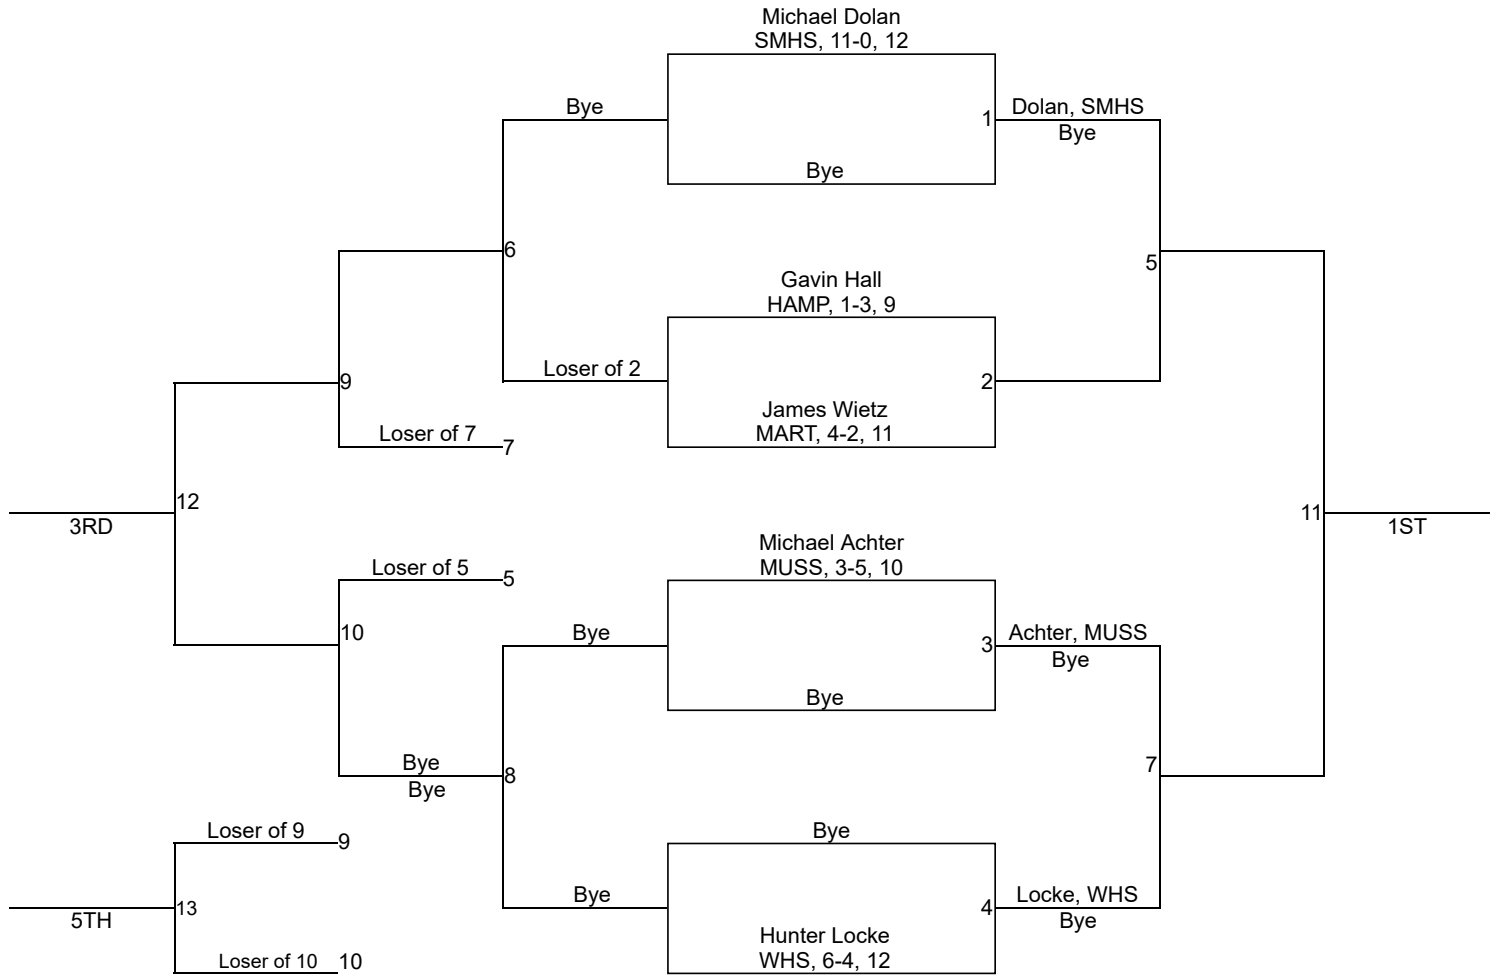 Michael Dolan
SMHS, 11-0, 12
Bye
1
Dolan, SMHS
Bye
Bye
6
5
Gavin Hall
HAMP, 1-3, 9
Loser of 2
2
9
James Wietz
MART, 4-2, 11
Loser of 7
7
12
3RD
11
1ST
Michael Achter
MUSS, 3-5, 10
Loser of 5
5
10
Bye
3
Achter, MUSS
Bye
Bye
Bye
8
Bye
7
Loser of 9
9
Bye
13
5TH
Bye
4
Locke, WHS
Bye
Hunter Locke
WHS, 6-4, 12
Loser of 10
10